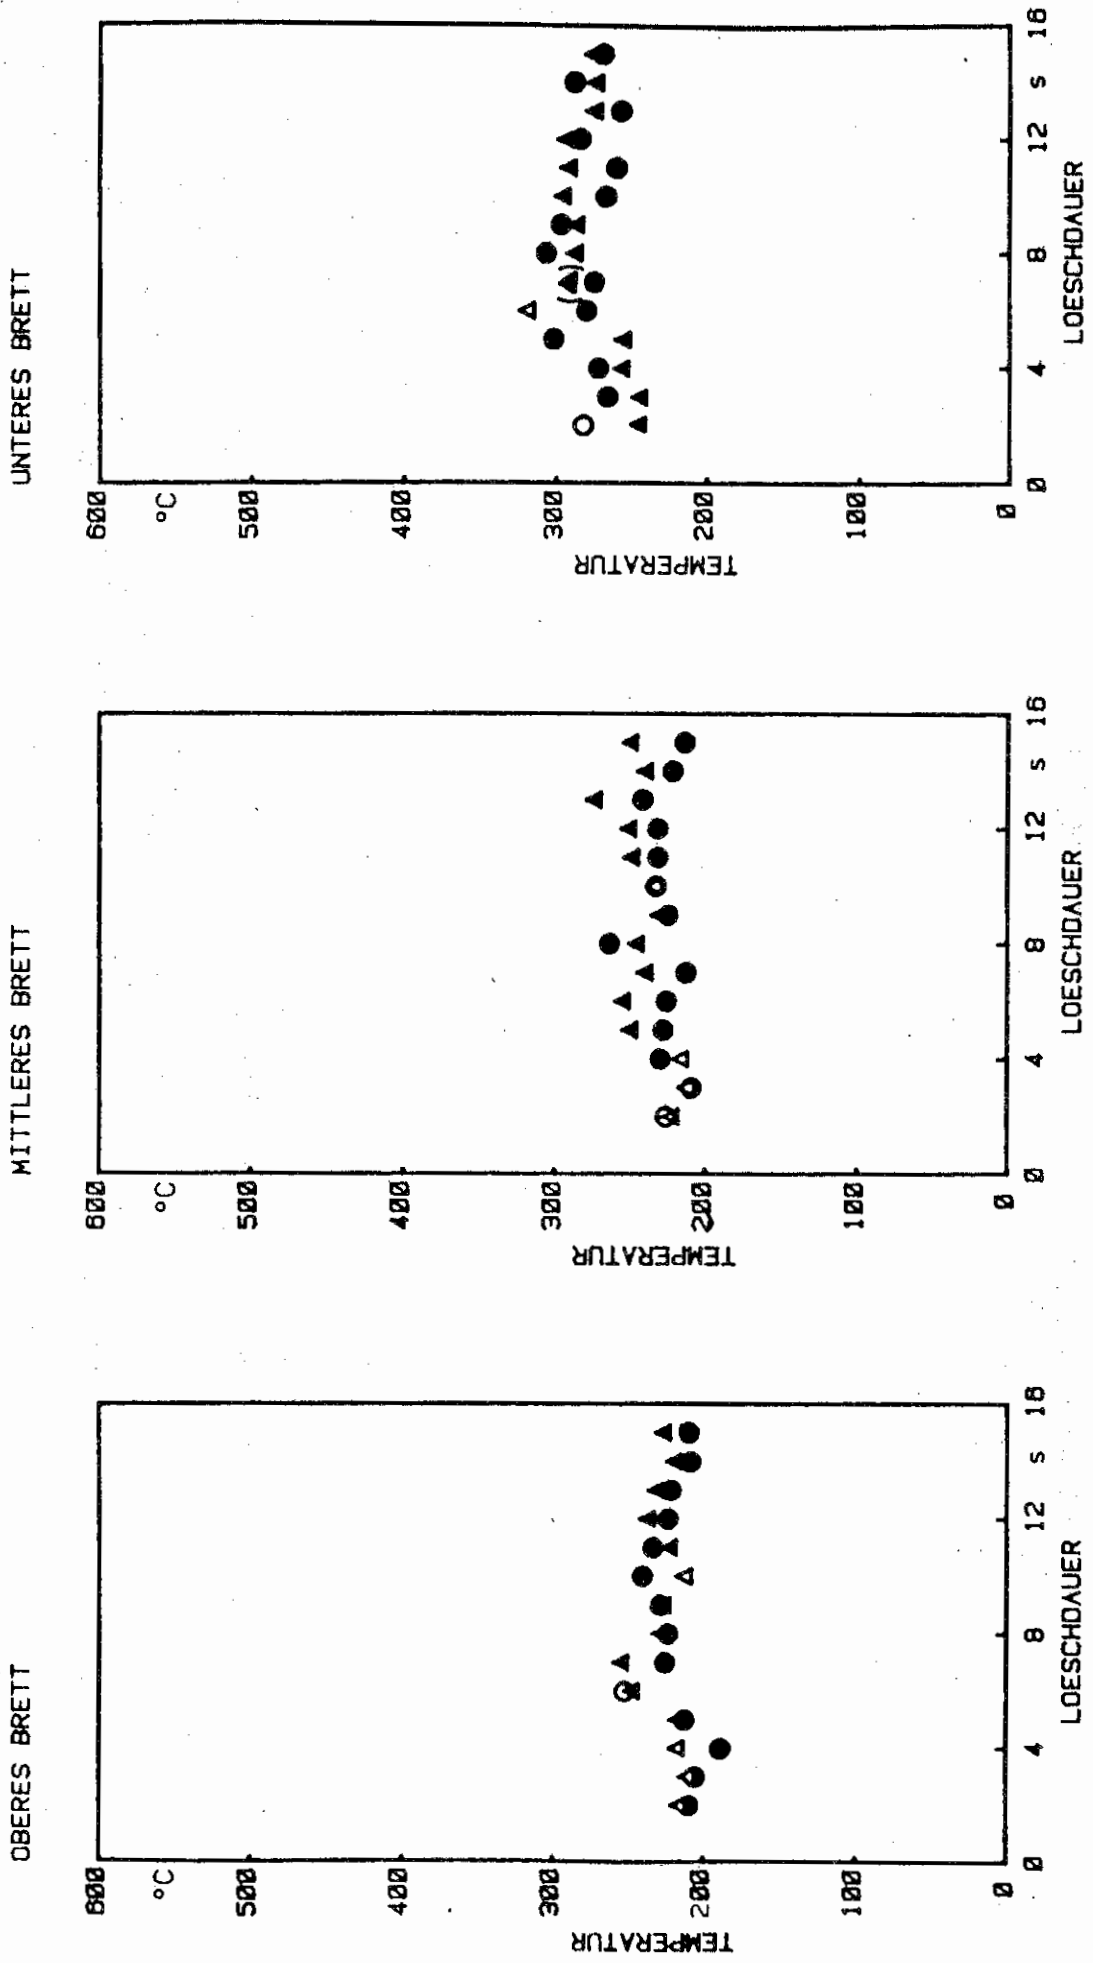 OBERES BRETT
600
°C
500
400
300
200
100
0
TEMPERATUR
0 4 8 12 s 16
LOESCHDAUER
MITTLERES BRETT
600
°C
500
400
300
200
100
0
TEMPERATUR
0 4 8 12 s 16
LOESCHDAUER
UNTERES BRETT
600
°C
500
400
300
200
100
0
TEMPERATUR
0 4 8 12 s 16
LOESCHDAUER